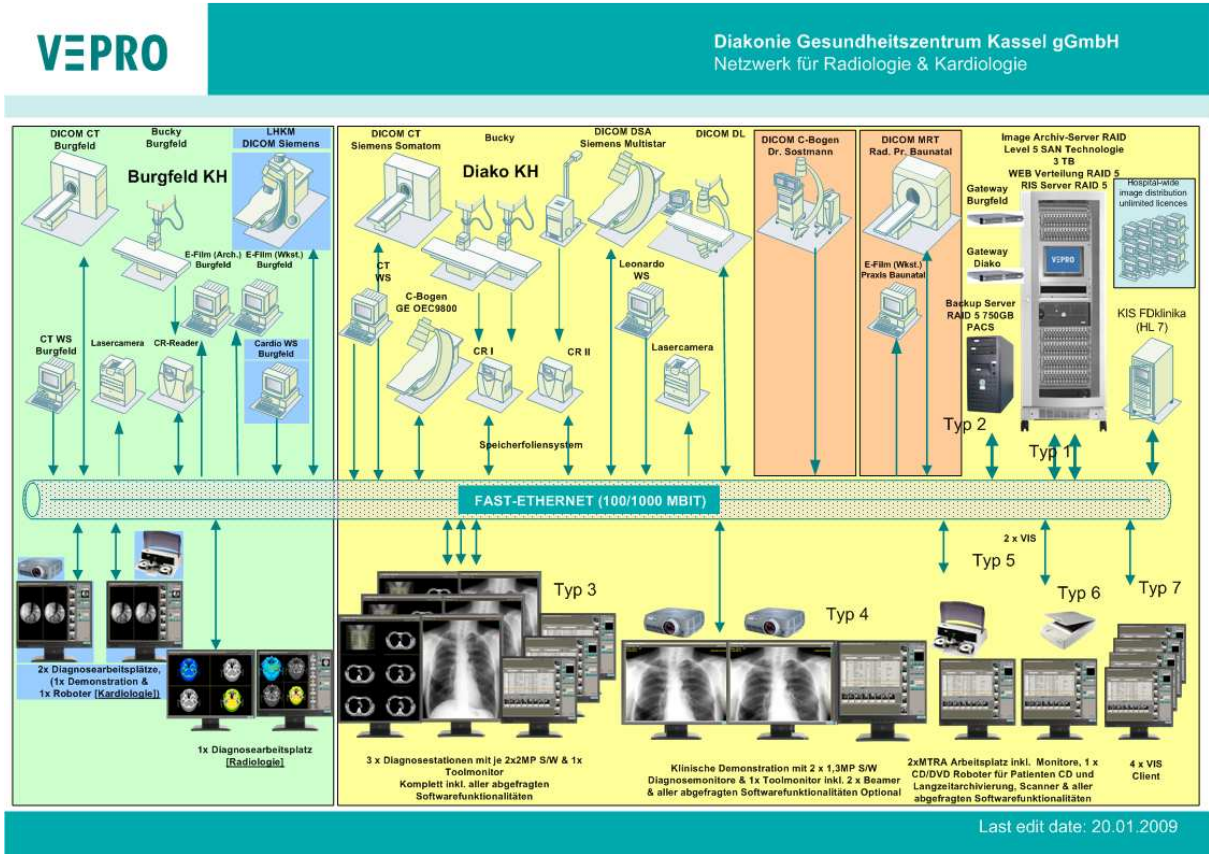 VEPRO
Diakonie Gesundheitszentrum Kassel gGmbH
Netzwerk für Radiologie & Kardiologie
DICOM CT
Burgfeld
Bucky
Burgfeld
LHKM
DICOM Siemens
Burgfeld KH
E-Film (Arch.)
Burgfeld
E-Film (Wkst.)
Burgfeld
CT WS
Burgfeld
Lasercamera
CR-Reader
Cardio WS
Burgfeld
DICOM CT
Siemens Somatom
Bucky
DICOM DSA
Siemens Multistar
DICOM DL
Diako KH
CT
WS
C-Bogen
GE OEC9800
Leonardo
WS
CR I
CR II
Lasercamera
Speicherfoliensystem
DICOM C-Bogen
Dr. Sostmann
DICOM MRT
Rad. Pr. Baunatal
E-Film (Wkst.)
Praxis Baunatal
Image Archiv-Server RAID
Level 5 SAN Technologie
3 TB
WEB Verteilung RAID 5
RIS Server RAID 5
Gateway
Burgfeld
Gateway
Diako
Backup Server
RAID 5 750GB
PACS
VEPRO
Hospital-wide
image distribution
unlimited licences
KIS FDklinika
(HL 7)
Typ 2
Typ 1
FAST-ETHERNET (100/1000 MBIT)
2x Diagnosearbeitsplätze,
(1x Demonstration &
1x Roboter [Kardiologie])
1x Diagnosearbeitsplatz
[Radiologie]
Typ 3
3 x Diagnosestationen mit je 2x2MP S/W & 1x
Toolmonitor
Komplett inkl. aller abgefragten
Softwarefunktionalitäten
Typ 4
Klinische Demonstration mit 2 x 1,3MP S/W
Diagnosemonitore & 1x Toolmonitor inkl. 2 x Beamer
& aller abgefragten Softwarefunktionalitäten Optional
2 x VIS
Typ 5
Typ 6
Typ 7
2xMTRA Arbeitsplatz inkl. Monitore, 1 x
CD/DVD Roboter für Patienten CD und
Langzeitarchivierung, Scanner & aller
abgefragten Softwarefunktionalitäten
4 x VIS
Client
Last edit date: 20.01.2009